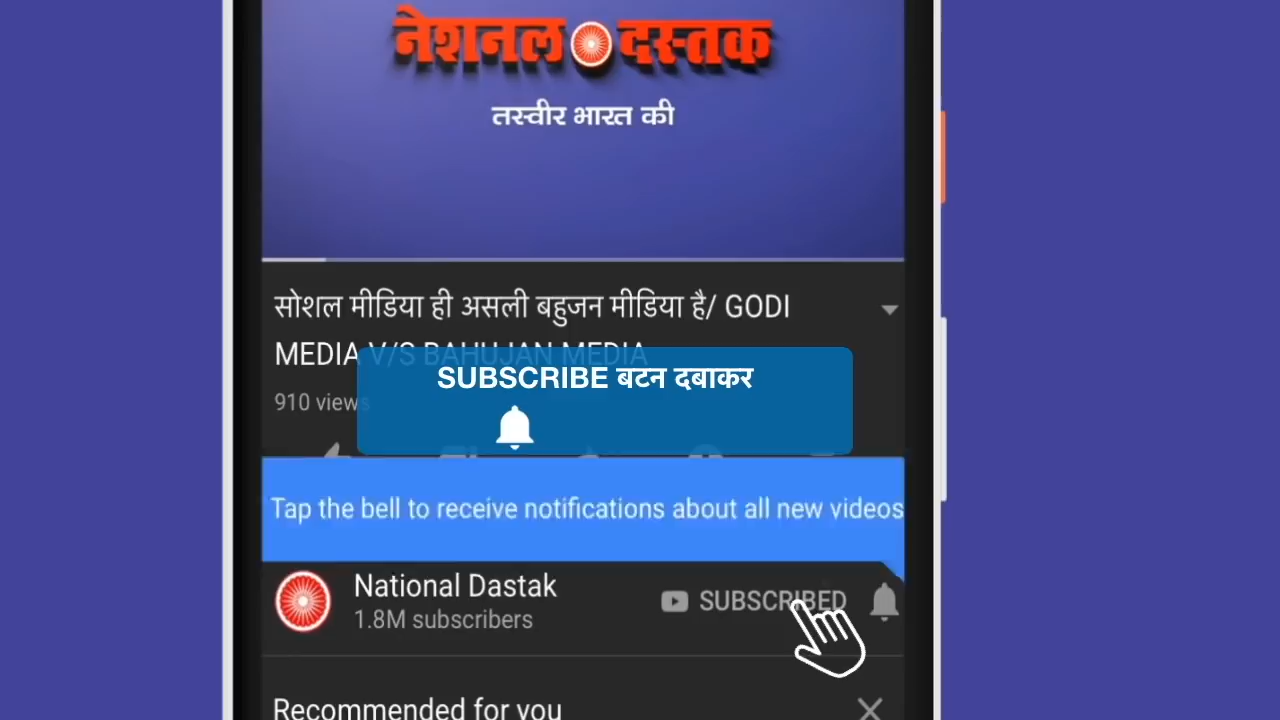 नेशनल दस्तक
तस्वीर भारत की
सोशल मीडिया ही असली बहुजन मीडिया है/ GODI
MEDIA V/S BAHUJAN MEDIA
910 views
SUBSCRIBE बटन दबाकर
Tap the bell to receive notifications about all new videos
National Dastak
1.8M subscribers
SUBSCRIBED
Recommended for you